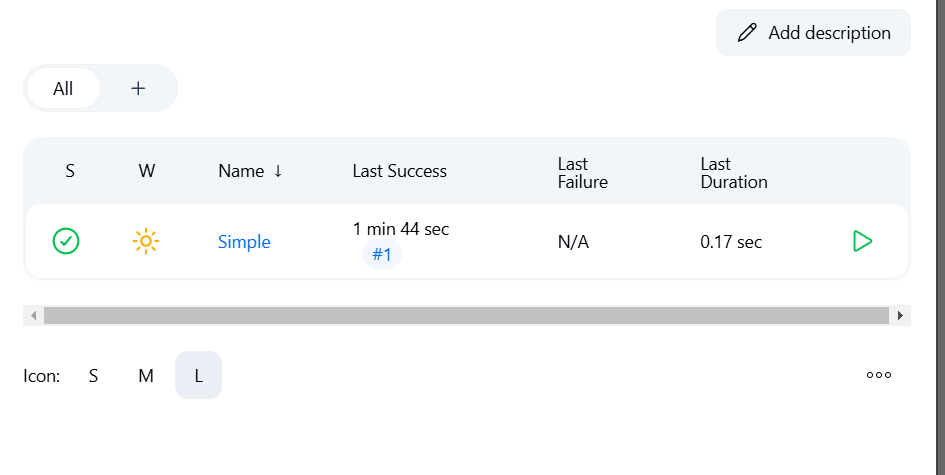 Add description
All +
S W Name ↓ Last Success Last Failure Last Duration
Simple 1 min 44 sec #1 N/A 0.17 sec
Icon: S M L